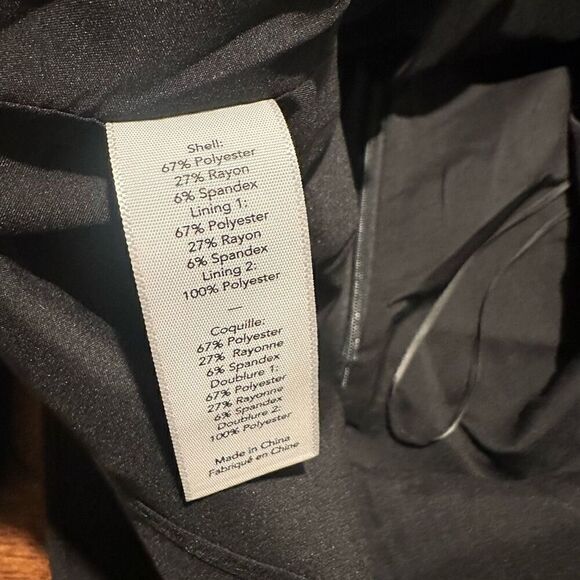 Shell:
67% Polyester
27% Rayon
6% Spandex
Lining 1:
67% Polyester
27% Rayon
6% Spandex
Lining 2:
100% Polyester
—
Coquille:
67% Polyester
27% Rayonne
6% Spandex
Doublure 1:
67% Polyester
27% Rayonne
6% Spandex
Doublure 2:
100% Polyester
Made in China
Fabriqué en Chine